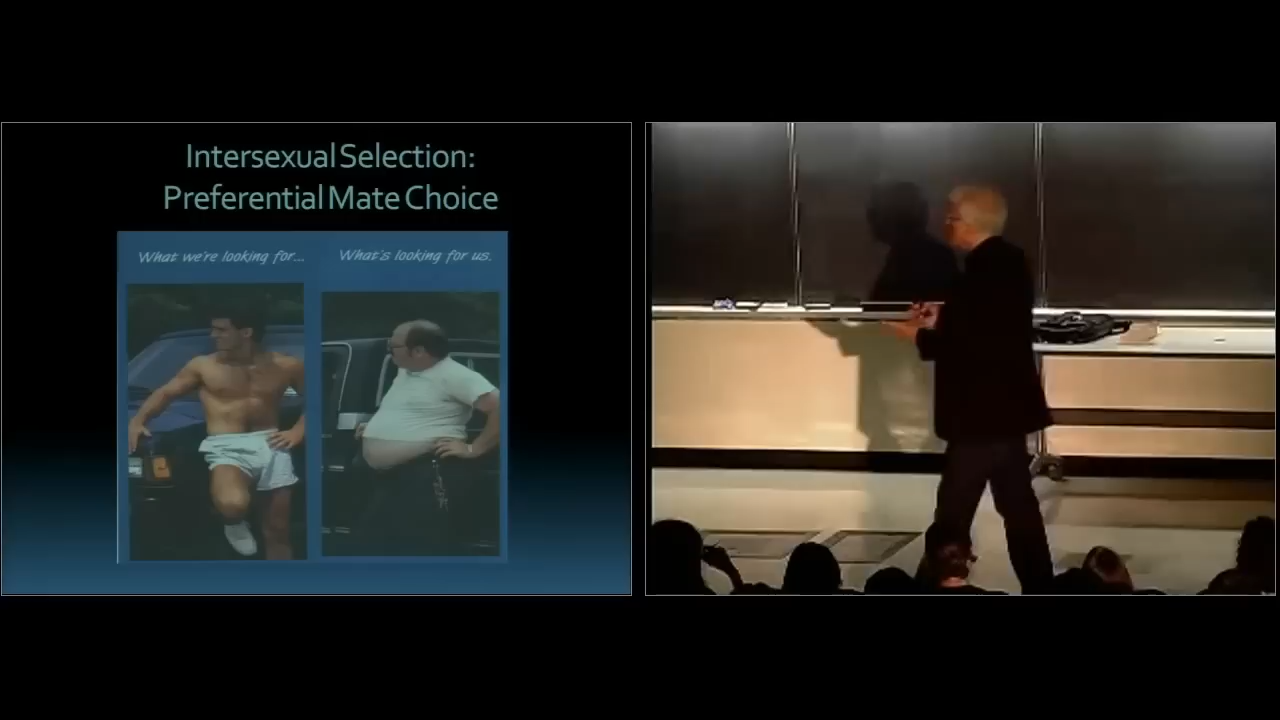 Intersexual Selection:
Preferential Mate Choice
What we're looking for...
What's looking for us.